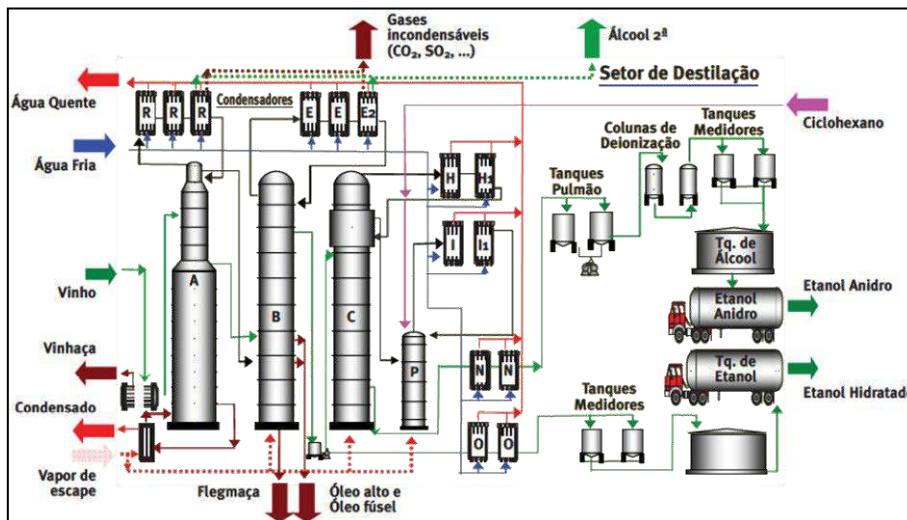 Gases
incondensáveis
(CO₂, SO₂, ...)
Álcool 2ª
Setor de Destilação
Água Quente
R R R
Condensadores
E E E2
Ciclohexano
Água Fria
Colunas de
Deionização
Tanques
Medidores
Tanques
Pulmão
H H1
I I1
Tq. de
Álcool
Vinho
A
B
C
P
Etanol
Anidro
Etanol Anidro
Vinhaça
N N
Tq. de
Etanol
Etanol Hidratado
Condensado
Tanques
Medidores
O O
Vapor de
escape
Flegmaça
Óleo alto e
Óleo fúsel